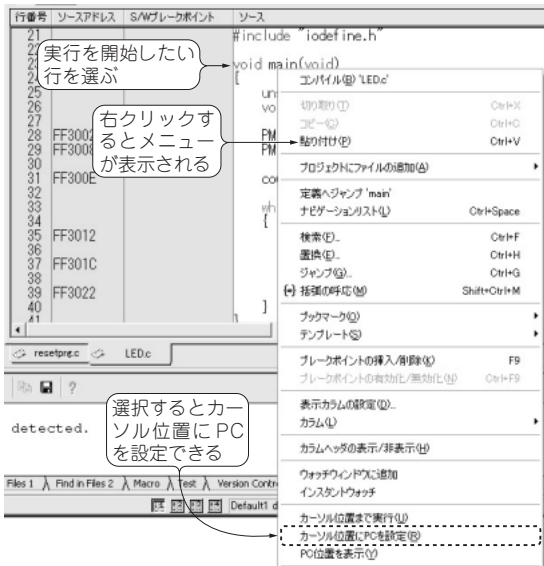 行番号 ソースアドレス S/Wブレークポイント ソース
21 #include "iodefine.h"
22
23 void main(void)
24 {
25
26
27
28 FF3002 PM
29 FF3008 PM
30
31 FF300E
32
33 wh
34 {
35 FF3012
36
37 FF301C
38
39 FF3022
40 }
41 }
実行を開始したい
行を選ぶ
右クリックす
るとメニュー
が表示される
コンパイル(B) 'LED.c'
切り取り(T) Ctrl+X
コピー(C) Ctrl+C
貼り付け(P) Ctrl+V
プロジェクトにファイルの追加(A)
定義へジャンプ 'main'
ナビゲーションリスト(L) Ctrl+Space
検索(F)... Ctrl+F
置換(E)... Ctrl+H
ジャンプ(G)... Ctrl+G
{•} 括弧の呼応(M) Shift+Ctrl+M
ブックマーク(O)
テンプレート(S)
ブレークポイントの挿入/削除(K) F9
ブレークポイントの有効化/無効化(N) Ctrl+F9
表示カラムの設定(D)...
カラム(L)
カラムヘッダの表示/非表示(H)
ウォッチウィンドウに追加
インスタントウォッチ
カーソル位置まで実行(U)
カーソル位置にPCを設定(R)
PC位置を表示(Y)
resetprg.c LED.c
detected.
選択するとカー
ソル位置に PC
を設定できる
Files 1 Find in Files 2 Macro Test Version Contr
Default1 d